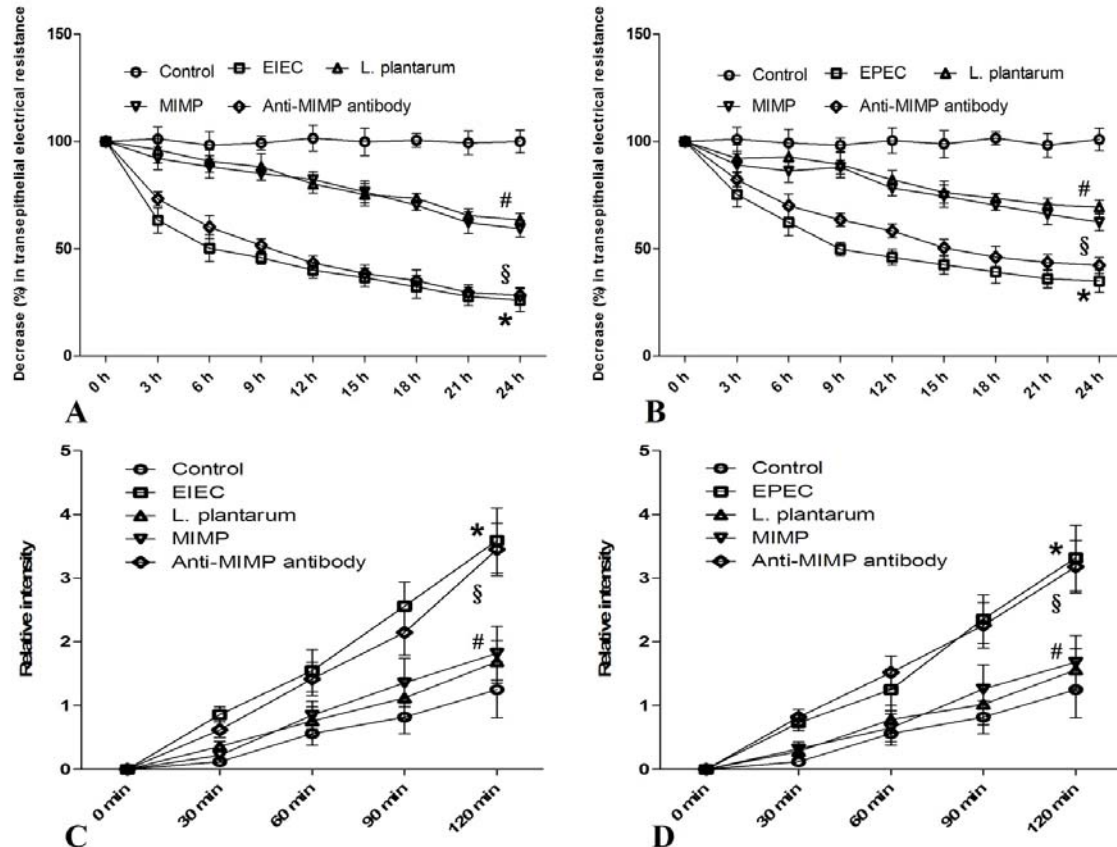 Decrease (%) in transepithelial electrical resistance
150
100
50
0
Control EIEC L. plantarum
MIMP Anti-MIMP antibody
#
§
*
0 h 3 h 6 h 9 h 12 h 15 h 18 h 21 h 24 h
A
Decrease (%) in transepithelial electrical resistance
150
100
50
0
Control EPEC L. plantarum
MIMP Anti-MIMP antibody
#
§
*
0 h 3 h 6 h 9 h 12 h 15 h 18 h 21 h 24 h
B
Relative intensity
5
4
3
2
1
0
Control
EIEC
L. plantarum
MIMP
Anti-MIMP antibody
*
§
#
0 min 30 min 60 min 90 min 120 min
C
Relative intensity
5
4
3
2
1
0
Control
EPEC
L. plantarum
MIMP
Anti-MIMP antibody
*
§
#
0 min 30 min 60 min 90 min 120 min
D